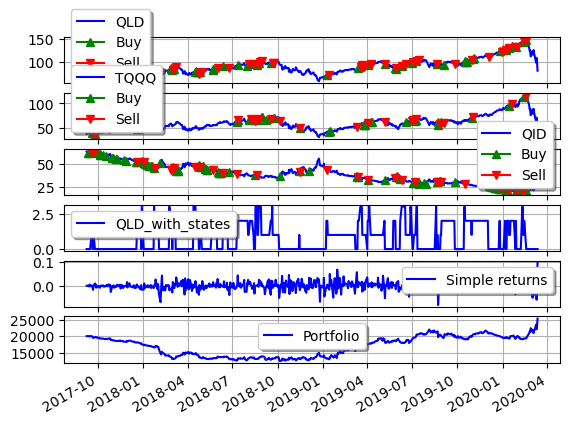 QLD
Buy
Sell
150
100
TQQQ
Buy
Sell
100
50
QID
Buy
Sell
50
25
QLD_with_states
2.5
0.0
Simple returns
0.1
0.0
Portfolio
25000
20000
15000
2017-10
2018-01
2018-04
2018-07
2018-10
2019-01
2019-04
2019-07
2019-10
2020-01
2020-04